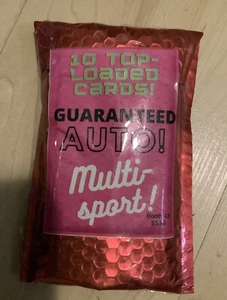 10 TOP-
LOADED
CARDS!
GUARANTEED
AUTO!
Multi-
sport!